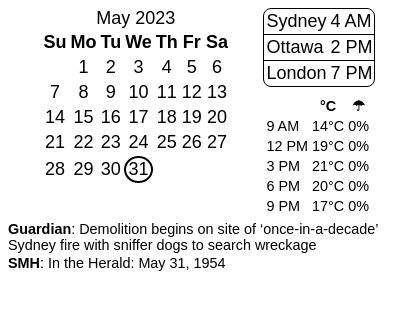 May 2023
Su Mo Tu We Th Fr Sa
1 2 3 4 5 6
7 8 9 10 11 12 13
14 15 16 17 18 19 20
21 22 23 24 25 26 27
28 29 30 31
Sydney 4 AM
Ottawa 2 PM
London 7 PM
°C ☂
9 AM 14°C 0%
12 PM 19°C 0%
3 PM 21°C 0%
6 PM 20°C 0%
9 PM 17°C 0%
Guardian: Demolition begins on site of ‘once-in-a-decade’
Sydney fire with sniffer dogs to search wreckage
SMH: In the Herald: May 31, 1954